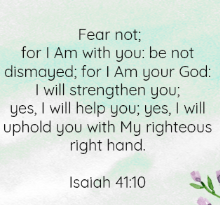 Fear not;
for I Am with you: be not
dismayed; for I Am your God:
I will strengthen you;
yes, I will help you; yes, I will
uphold you with My righteous
right hand.
Isaiah 41:10